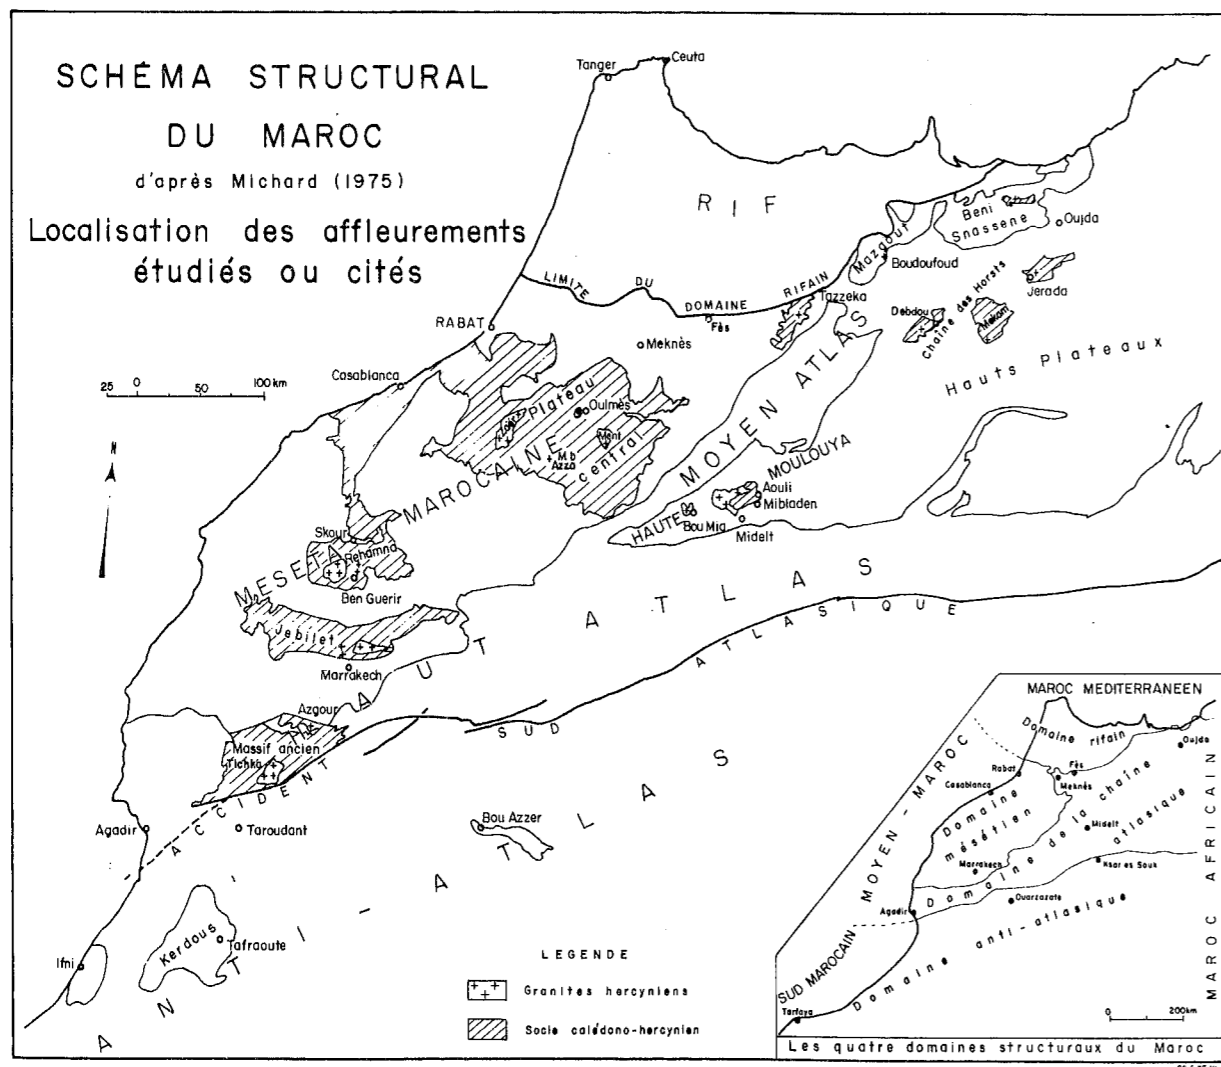 SCHÉMA STRUCTURAL
DU MAROC
d'après Michard (1975)
Localisation des affleurements
étudiés ou cités
Tanger
Ceuta
RIF
LIMITE DU DOMAINE RIFAIN
Mazgout
Boudoufoud
Beni
Snassene
Oujda
Jerada
Tazzeka
Debdou
Mekam
Chaîne des Horsts
Hauts Plateaux
RABAT
Fès
Meknès
Casablanca
25 0 50 100 km
N
Plateau
central
Oulmès
Ment
Mb
Azza
MOYEN ATLAS
HAUTE MOULOUYA
Aouli
Mibladen
Bou Mia
Midelt
MESETA MAROCAINE
Skour
Rehamna
Ben Guerir
Jebilet
Marrakech
HAUT ATLAS
Azgour
Massif ancien
Tichka
ACCIDENT SUD ATLASIQUE
Agadir
Taroudant
Bou Azzer
ANTI-ATLAS
Kerdous
Tafraoute
Ifni
LEGENDE
Granites hercyniens
Socle calédono-hercynien
MAROC MEDITERRANEEN
Domaine rifain
Oujda
Rabat
Fès
Meknès
Casablanca
MOYEN-MAROC
Domaine
mésétien
Domaine de la chaîne
atlasique
Midelt
Marrakech
Ksar es Souk
Ouarzazate
Agadir
Domaine anti-atlasique
SUD MAROCAIN
MAROC AFRICAIN
Tarfaya
0 200km
Les quatre domaines structuraux du Maroc